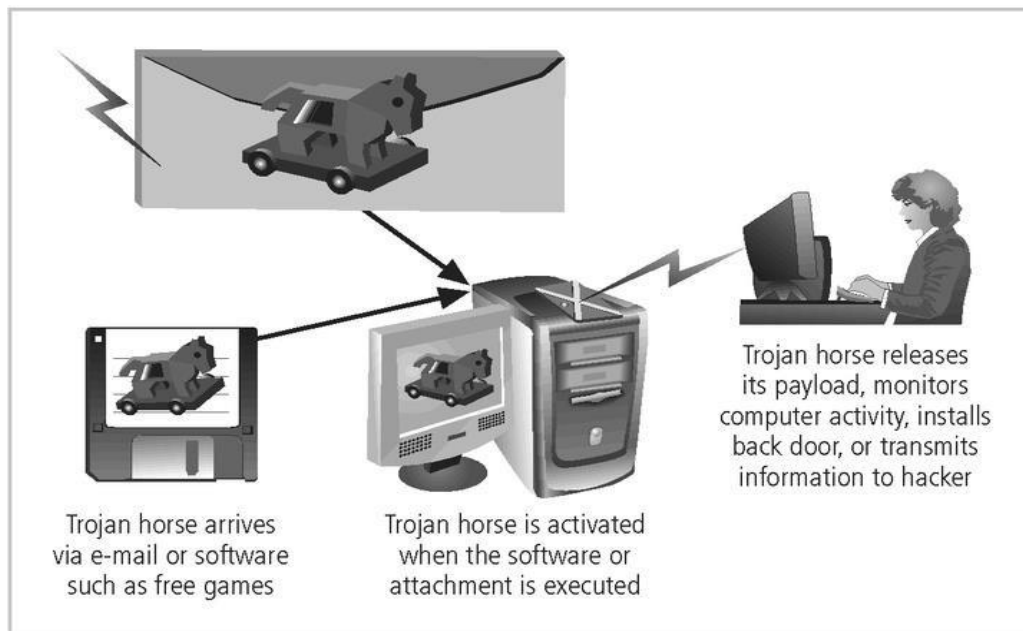 Trojan horse arrives
via e-mail or software
such as free games
Trojan horse is activated
when the software or
attachment is executed
Trojan horse releases
its payload, monitors
computer activity, installs
back door, or transmits
information to hacker